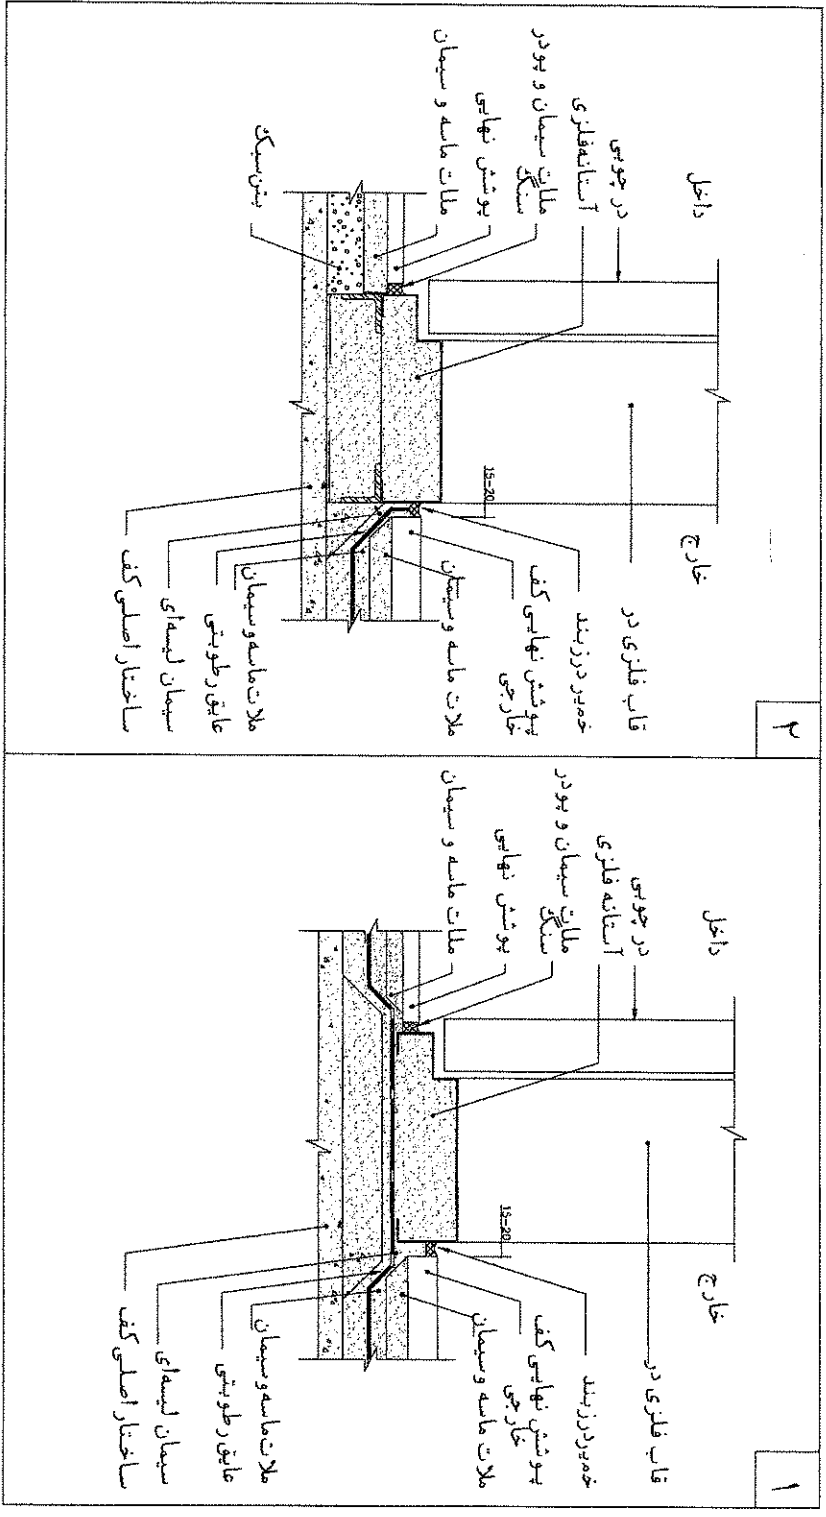 ۱
داخل
در چوبی
آستانه فلزی
ملات سیمان و پودر
سنگ
پوشش نهایی
ملات ماسه و سیمان
خارج
قاب فلزی در
خمیر درزبند
پوشش نهایی کف
خارجی
ملات ماسه و سیمان
ملات ماسه و سیمان
عایق رطوبتی
سیمان لیسه‌ای
ساختار اصلی کف
15-20
۲
داخل
در چوبی
آستانه فلزی
ملات سیمان و پودر
سنگ
پوشش نهایی
ملات ماسه و سیمان
بتن سبک
خارج
قاب فلزی در
خمیر درزبند
پوشش نهایی کف
خارجی
ملات ماسه و سیمان
ملات ماسه و سیمان
عایق رطوبتی
سیمان لیسه‌ای
ساختار اصلی کف
15-20